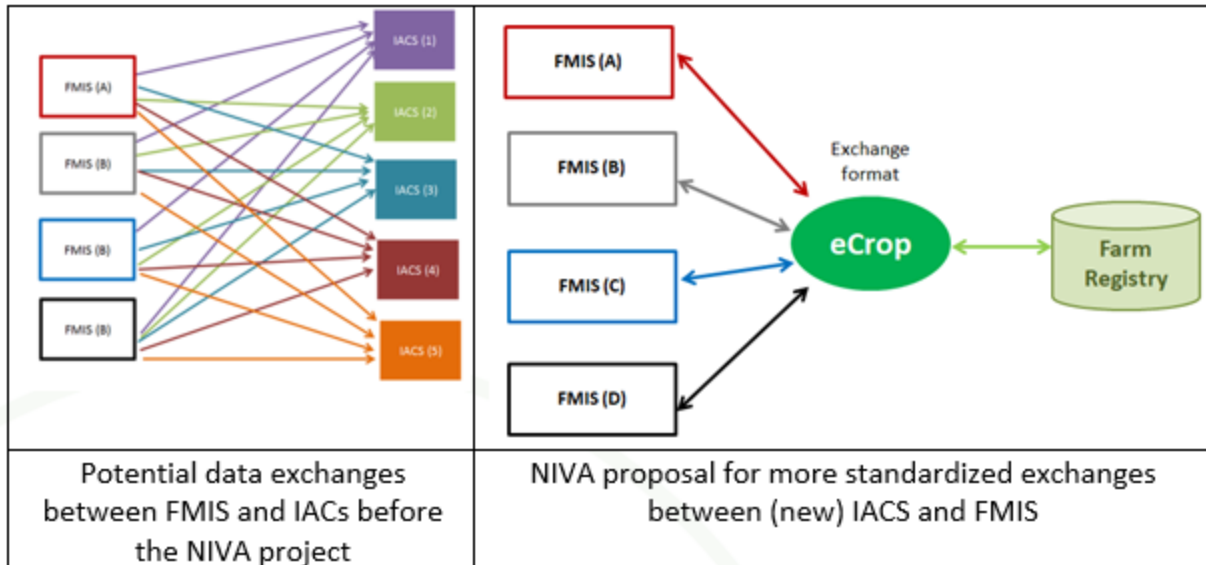 FMIS (A)
FMIS (B)
FMIS (B)
FMIS (B)
IACS (1)
IACS (2)
IACS (3)
IACS (4)
IACS (5)
FMIS (A)
FMIS (B)
FMIS (C)
FMIS (D)
Exchange
format
eCrop
Farm
Registry
Potential data exchanges
between FMIS and IACs before
the NIVA project
NIVA proposal for more standardized exchanges
between (new) IACS and FMIS